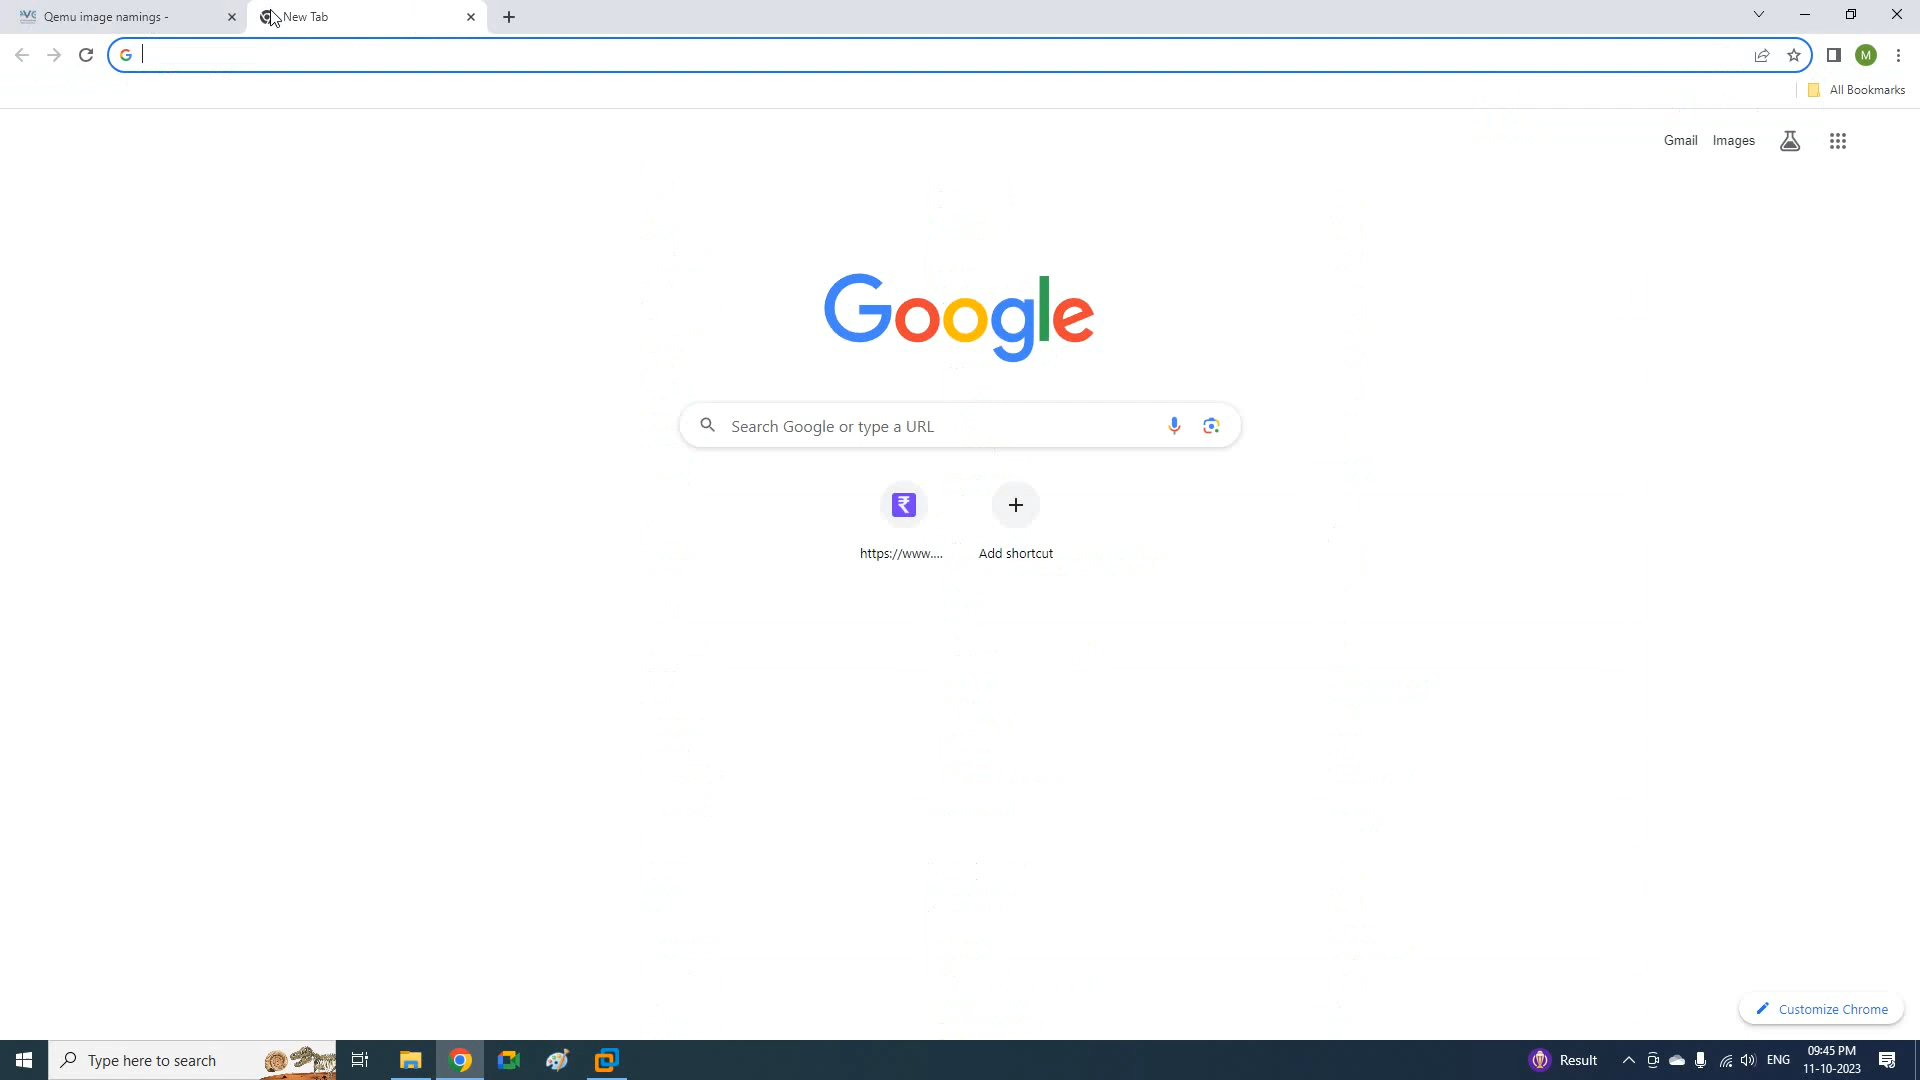 Qemu image namings -
New Tab
All Bookmarks
Gmail
Images
Google
Search Google or type a URL
https://www....
Add shortcut
Customize Chrome
Type here to search
Result
ENG
09:45 PM
11-10-2023
M